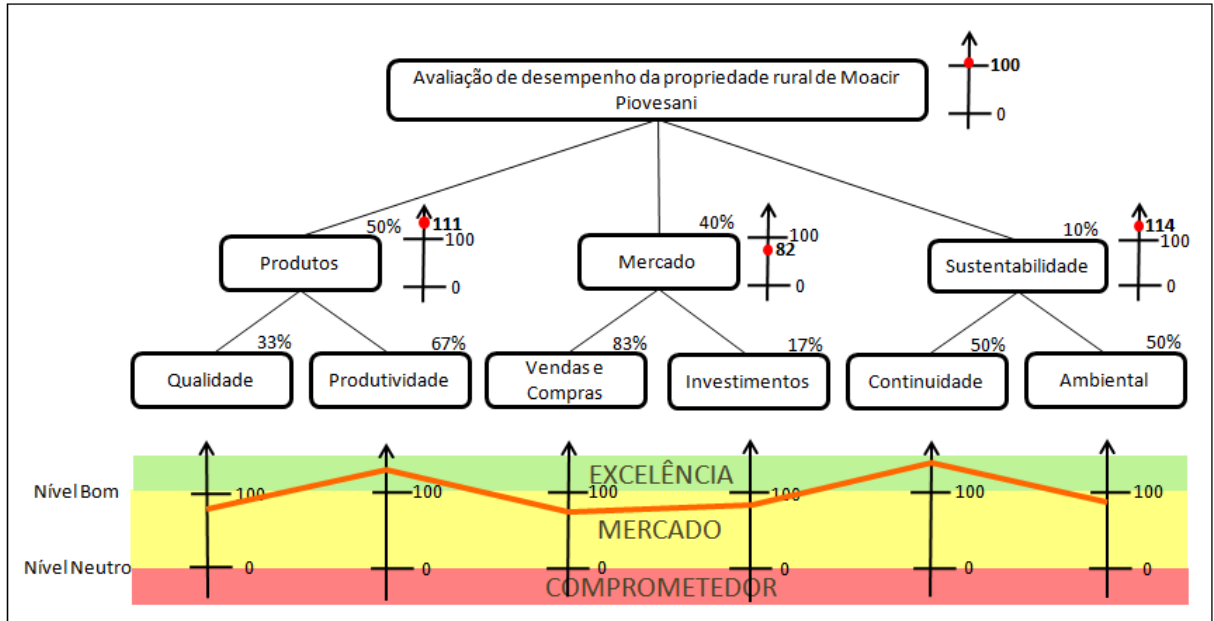 Avaliação de desempenho da propriedade rural de Moacir
Piovesani
100
0
50%
111
100
0
Produtos
40%
100
82
0
Mercado
10%
114
100
0
Sustentabilidade
33%
Qualidade
67%
Produtividade
83%
Vendas e
Compras
17%
Investimentos
50%
Continuidade
50%
Ambiental
EXCELÊNCIA
Nível Bom
100
100
100
100
100
100
MERCADO
Nível Neutro
0
0
0
0
0
0
COMPROMETEDOR